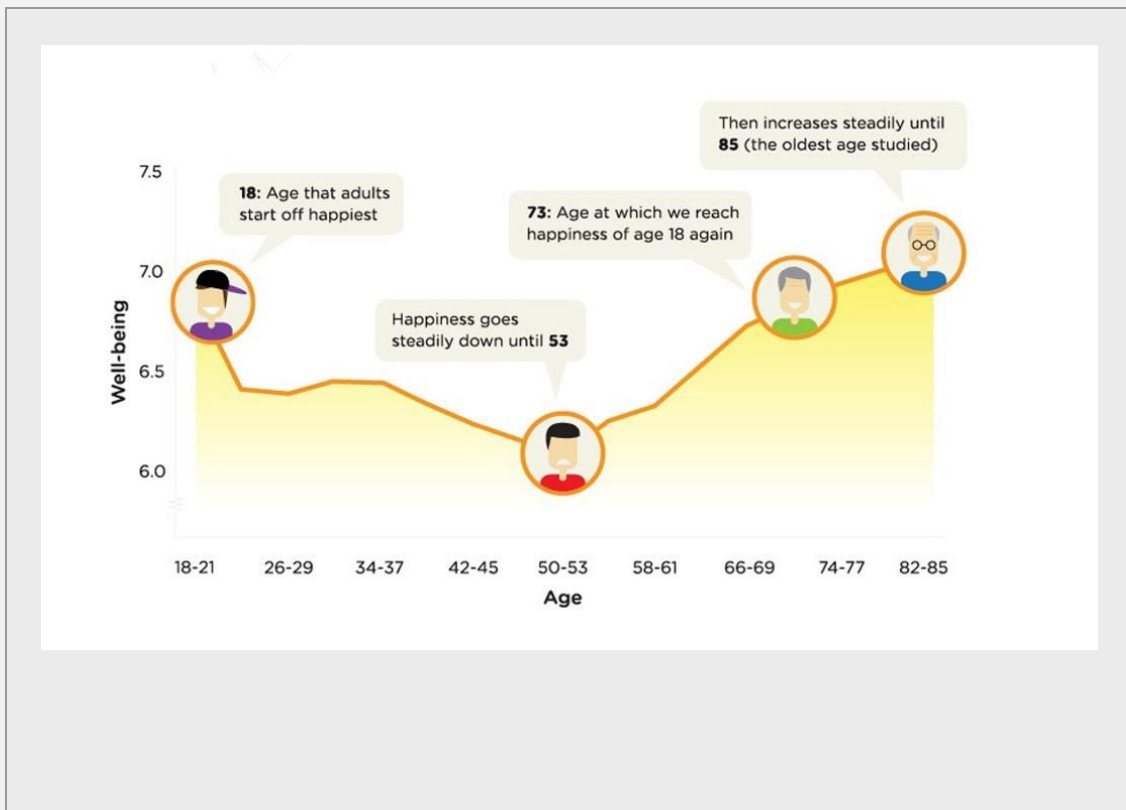 Then increases steadily until
85 (the oldest age studied)
7.5
18: Age that adults
start off happiest
73: Age at which we reach
happiness of age 18 again
7.0
Happiness goes
steadily down until 53
6.5
6.0
Well-being
18-21 26-29 34-37 42-45 50-53 58-61 66-69 74-77 82-85
Age